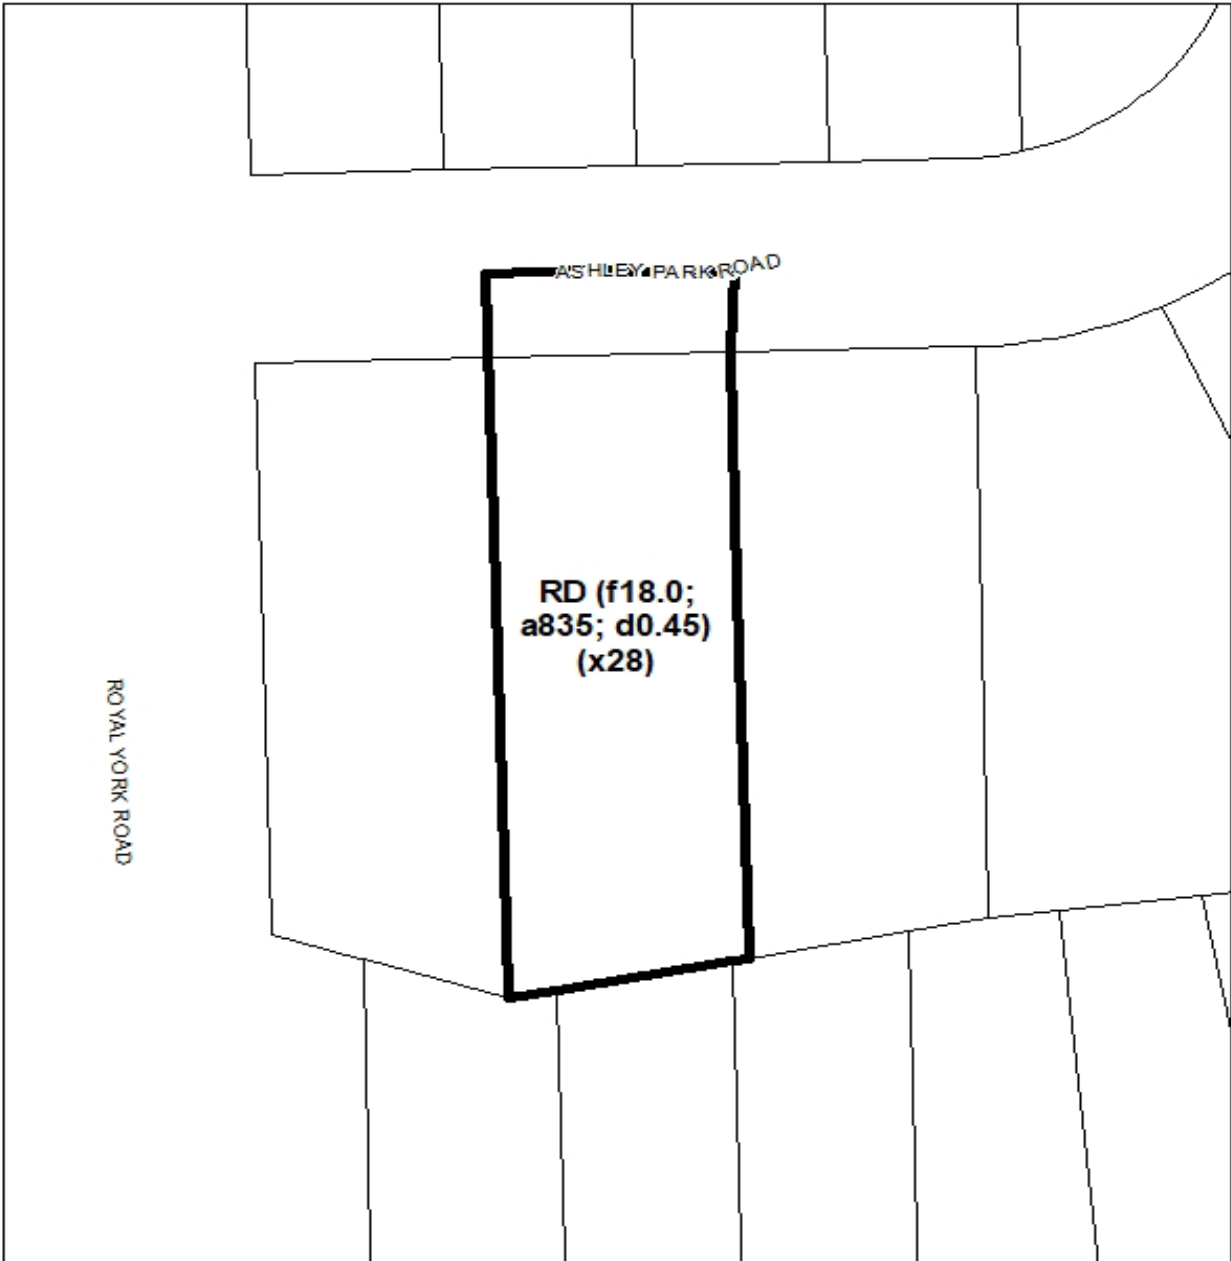 ASHLEY PARK ROAD
RD (f18.0;
a835; d0.45)
(x28)
ROYAL YORK ROAD